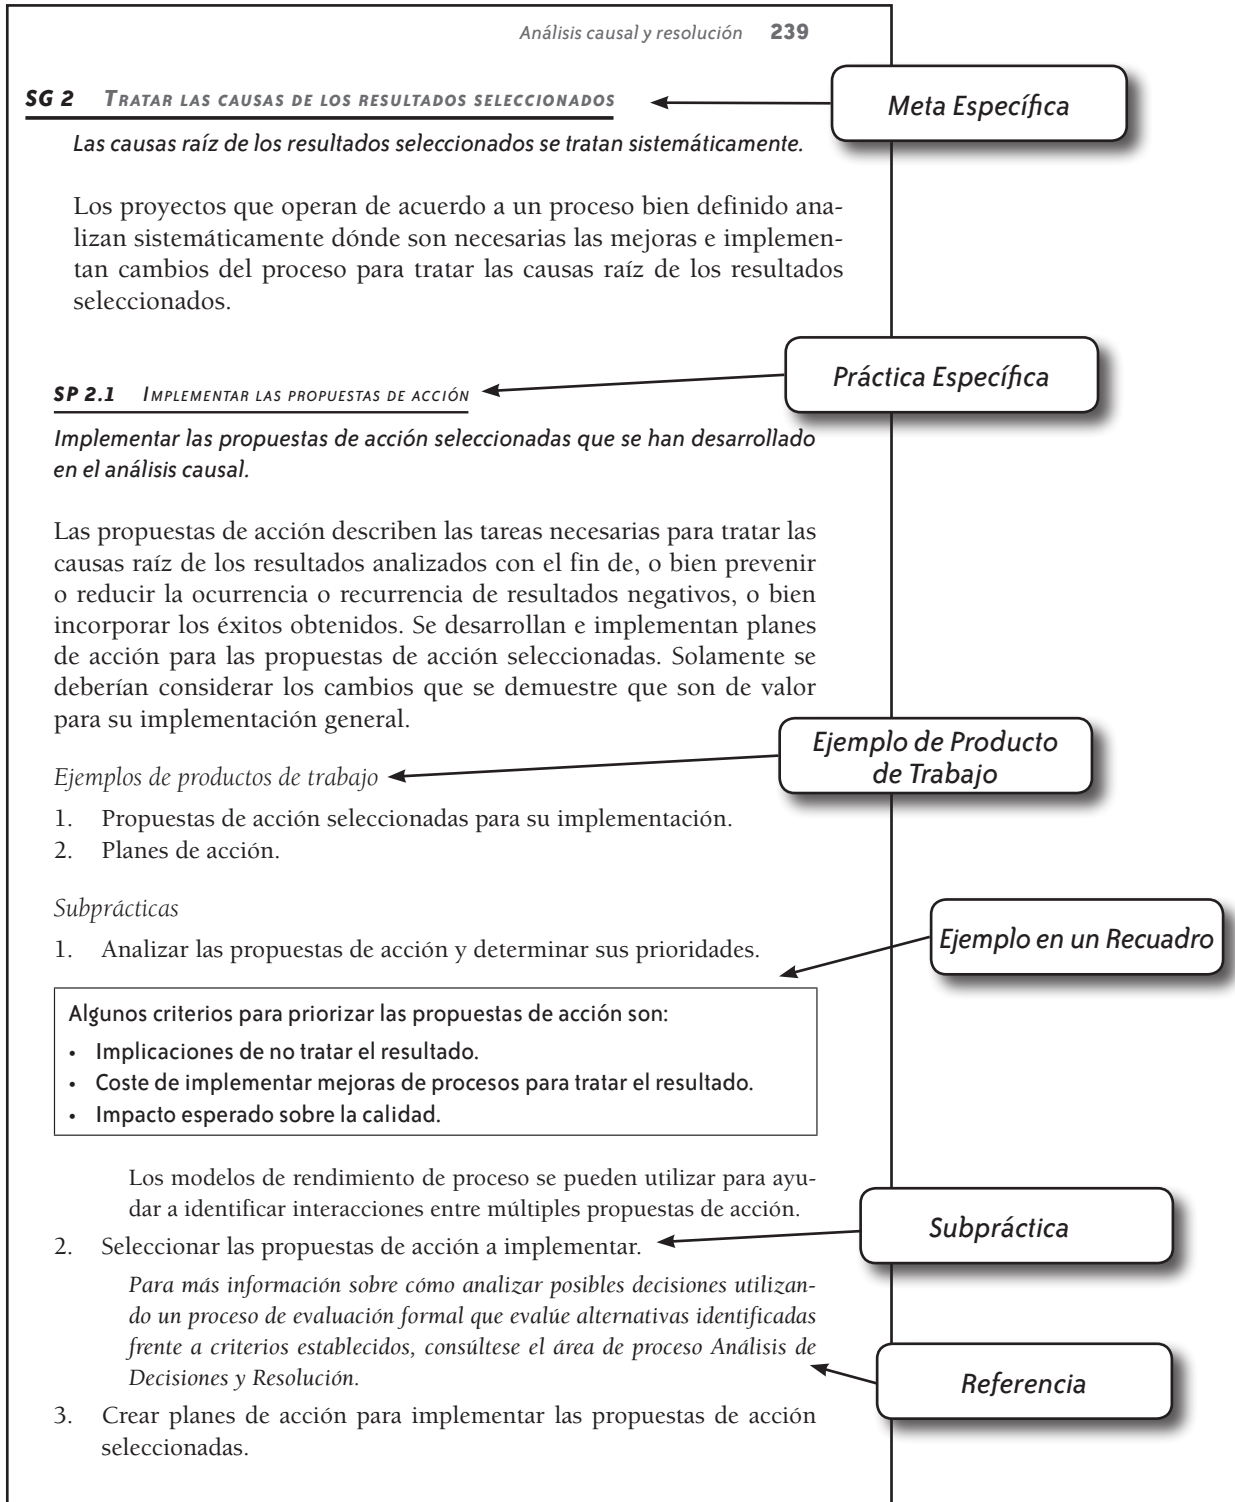 Análisis causal y resolución 239
SG 2 TRATAR LAS CAUSAS DE LOS RESULTADOS SELECCIONADOS
Meta Específica
Las causas raíz de los resultados seleccionados se tratan sistemáticamente.
Los proyectos que operan de acuerdo a un proceso bien definido ana-
lizan sistemáticamente dónde son necesarias las mejoras e implemen-
tan cambios del proceso para tratar las causas raíz de los resultados
seleccionados.
Práctica Específica
SP 2.1 IMPLEMENTAR LAS PROPUESTAS DE ACCIÓN
Implementar las propuestas de acción seleccionadas que se han desarrollado
en el análisis causal.
Las propuestas de acción describen las tareas necesarias para tratar las
causas raíz de los resultados analizados con el fin de, o bien prevenir
o reducir la ocurrencia o recurrencia de resultados negativos, o bien
incorporar los éxitos obtenidos. Se desarrollan e implementan planes
de acción para las propuestas de acción seleccionadas. Solamente se
deberían considerar los cambios que se demuestre que son de valor
para su implementación general.
Ejemplo de Producto
de Trabajo
Ejemplos de productos de trabajo
1. Propuestas de acción seleccionadas para su implementación.
2. Planes de acción.
Subprácticas
1. Analizar las propuestas de acción y determinar sus prioridades.
Ejemplo en un Recuadro
Algunos criterios para priorizar las propuestas de acción son:
• Implicaciones de no tratar el resultado.
• Coste de implementar mejoras de procesos para tratar el resultado.
• Impacto esperado sobre la calidad.
Los modelos de rendimiento de proceso se pueden utilizar para ayu-
dar a identificar interacciones entre múltiples propuestas de acción.
Subpráctica
2. Seleccionar las propuestas de acción a implementar.
Para más información sobre cómo analizar posibles decisiones utilizan-
do un proceso de evaluación formal que evalúe alternativas identificadas
frente a criterios establecidos, consúltese el área de proceso Análisis de
Decisiones y Resolución.
Referencia
3. Crear planes de acción para implementar las propuestas de acción
seleccionadas.